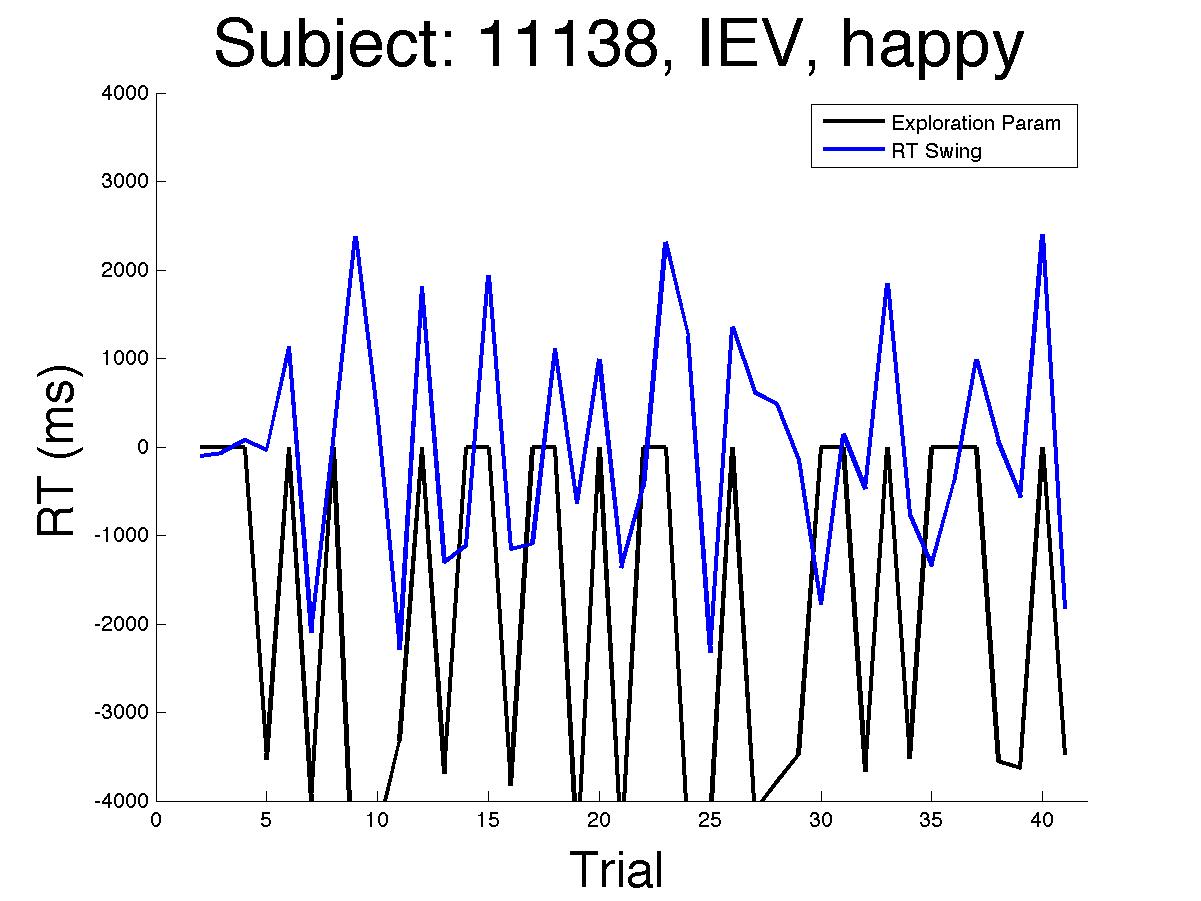 Subject: 11138, IEV, happy
4000
3000
2000
1000
0
-1000
-2000
-3000
-4000
RT (ms)
Exploration Param
RT Swing
0 5 10 15 20 25 30 35 40
Trial